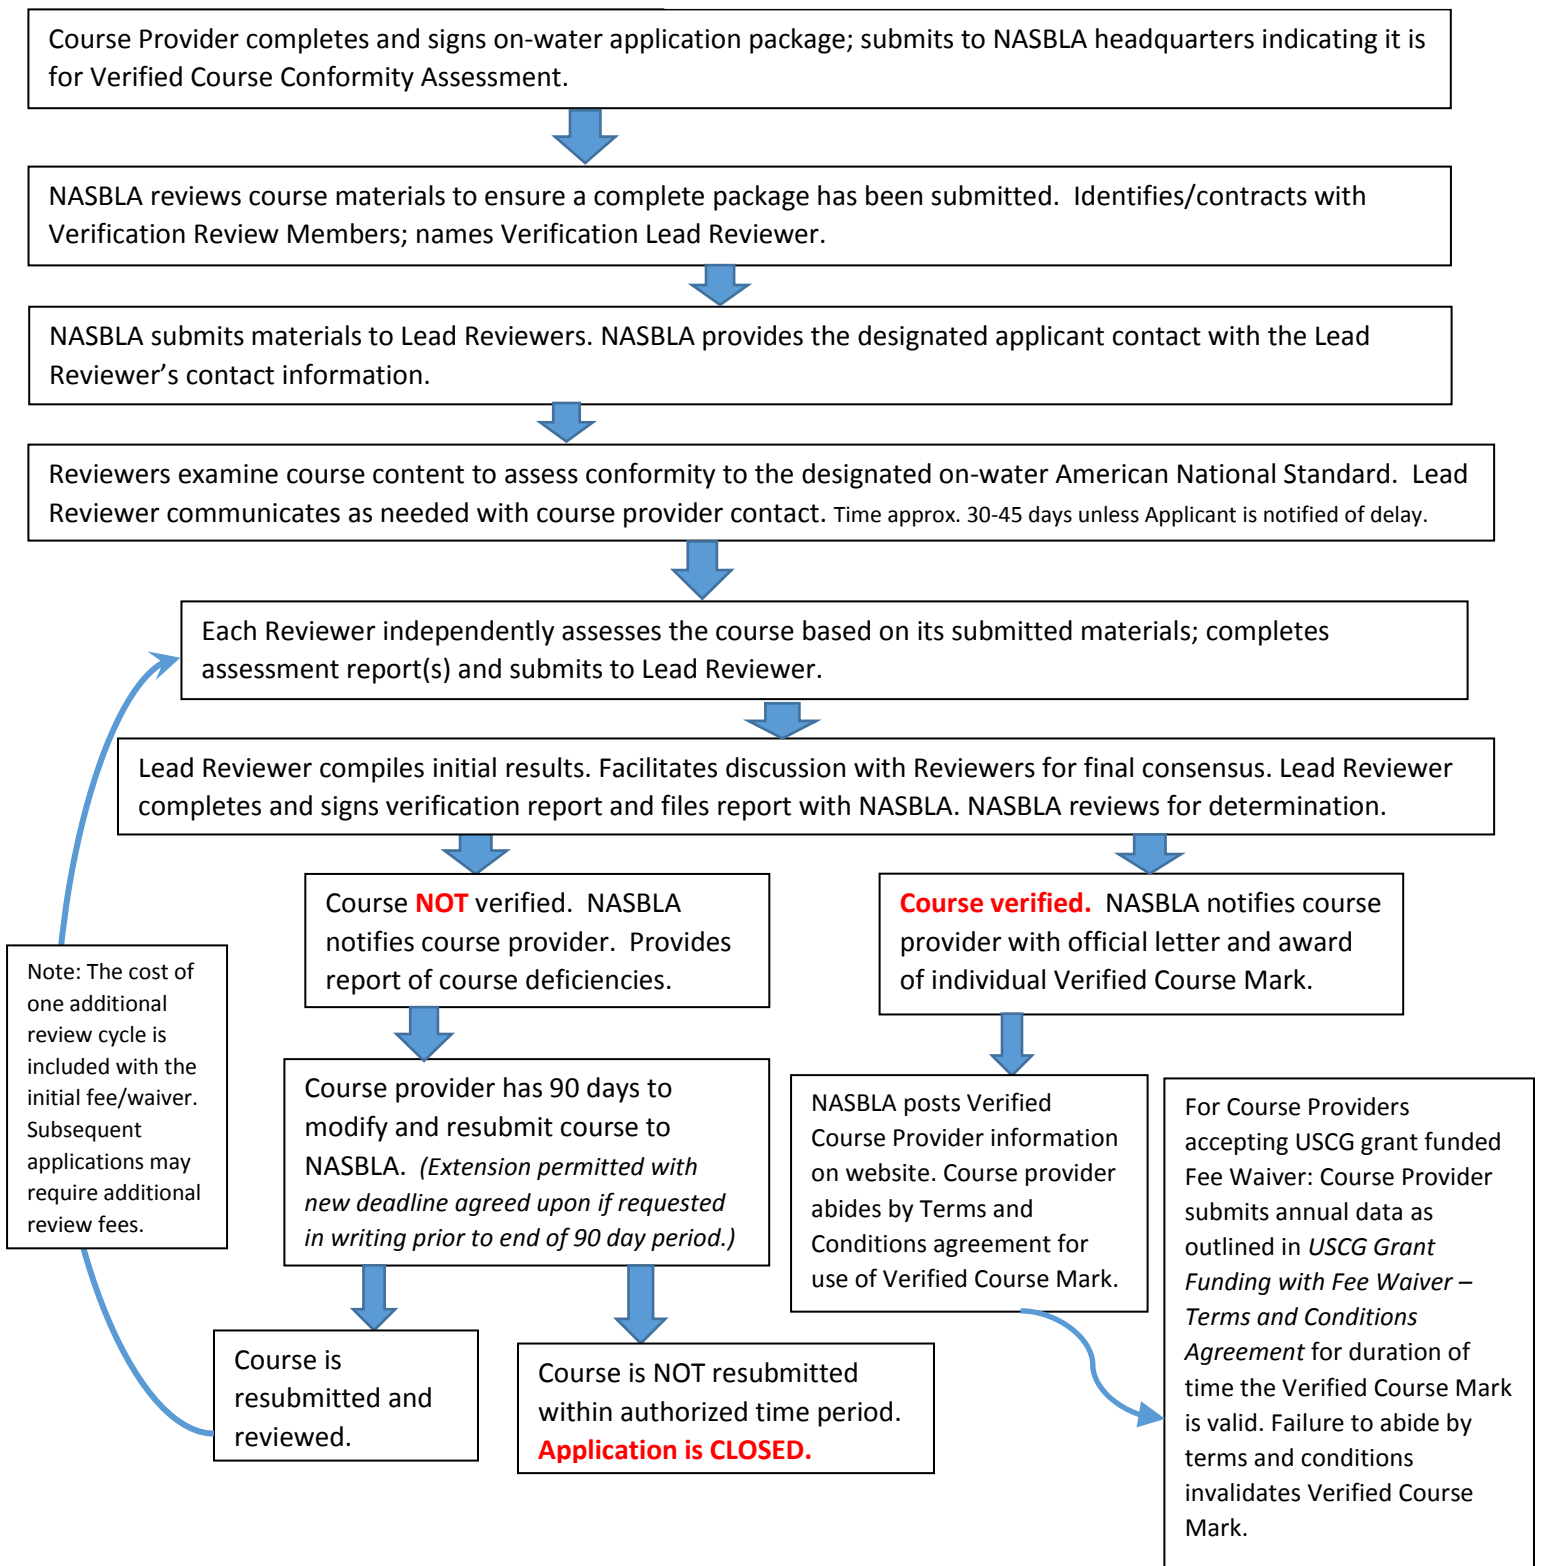 Course Provider completes and signs on-water application package; submits to NASBLA headquarters indicating it is
for Verified Course Conformity Assessment.
NASBLA reviews course materials to ensure a complete package has been submitted.  Identifies/contracts with
Verification Review Members; names Verification Lead Reviewer.
NASBLA submits materials to Lead Reviewers. NASBLA provides the designated applicant contact with the Lead
Reviewer’s contact information.
Reviewers examine course content to assess conformity to the designated on-water American National Standard.  Lead
Reviewer communicates as needed with course provider contact. Time approx. 30-45 days unless Applicant is notified of delay.
Each Reviewer independently assesses the course based on its submitted materials; completes
assessment report(s) and submits to Lead Reviewer.
Lead Reviewer compiles initial results. Facilitates discussion with Reviewers for final consensus. Lead Reviewer
completes and signs verification report and files report with NASBLA. NASBLA reviews for determination.
Course NOT verified.  NASBLA
notifies course provider.  Provides
report of course deficiencies.
Course verified.  NASBLA notifies course
provider with official letter and award
of individual Verified Course Mark.
Note: The cost of
one additional
review cycle is
included with the
initial fee/waiver.
Subsequent
applications may
require additional
review fees.
Course provider has 90 days to
modify and resubmit course to
NASBLA.  (Extension permitted with
new deadline agreed upon if requested
in writing prior to end of 90 day period.)
NASBLA posts Verified
Course Provider information
on website. Course provider
abides by Terms and
Conditions agreement for
use of Verified Course Mark.
For Course Providers
accepting USCG grant funded
Fee Waiver: Course Provider
submits annual data as
outlined in USCG Grant
Funding with Fee Waiver –
Terms and Conditions
Agreement for duration of
time the Verified Course Mark
is valid. Failure to abide by
terms and conditions
invalidates Verified Course
Mark.
Course is
resubmitted and
reviewed.
Course is NOT resubmitted
within authorized time period.
Application is CLOSED.